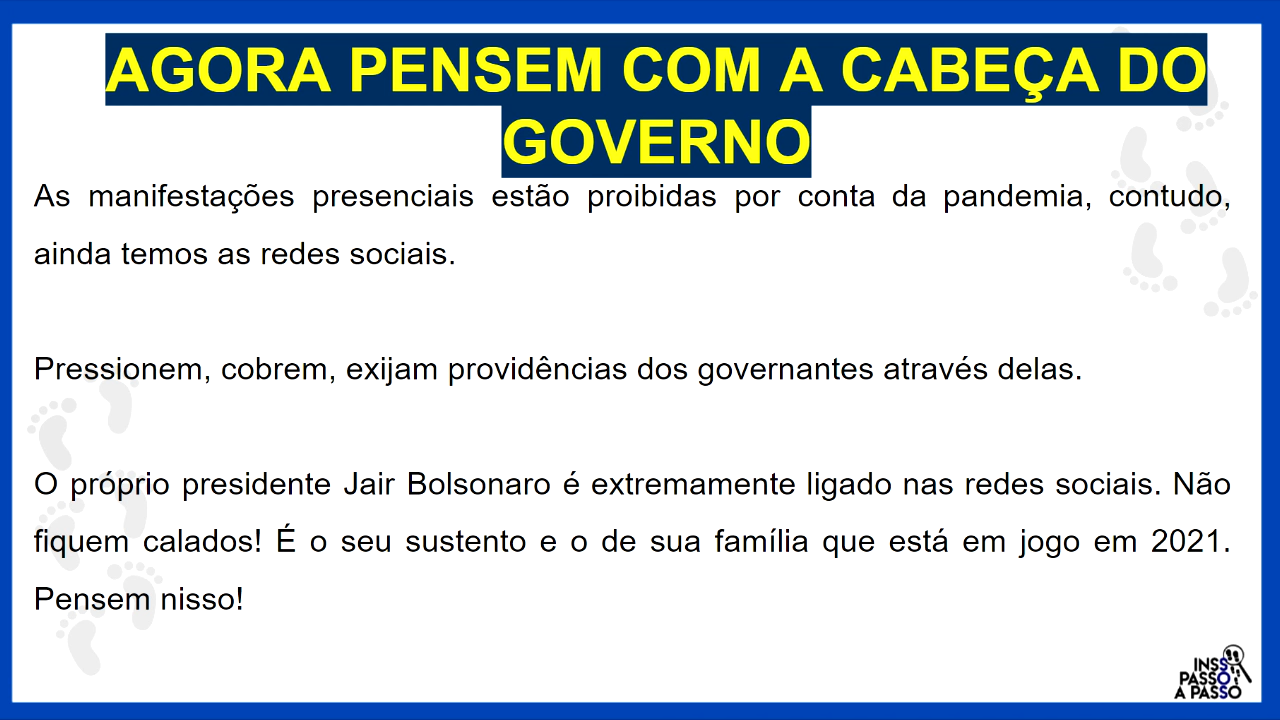 AGORA PENSEM COM A CABEÇA DO
GOVERNO
As manifestações presenciais estão proibidas por conta da pandemia, contudo,
ainda temos as redes sociais.
Pressionem, cobrem, exijam providências dos governantes através delas.
O próprio presidente Jair Bolsonaro é extremamente ligado nas redes sociais. Não
fiquem calados! É o seu sustento e o de sua família que está em jogo em 2021.
Pensem nisso!
INSS
PASSO
A PASSO